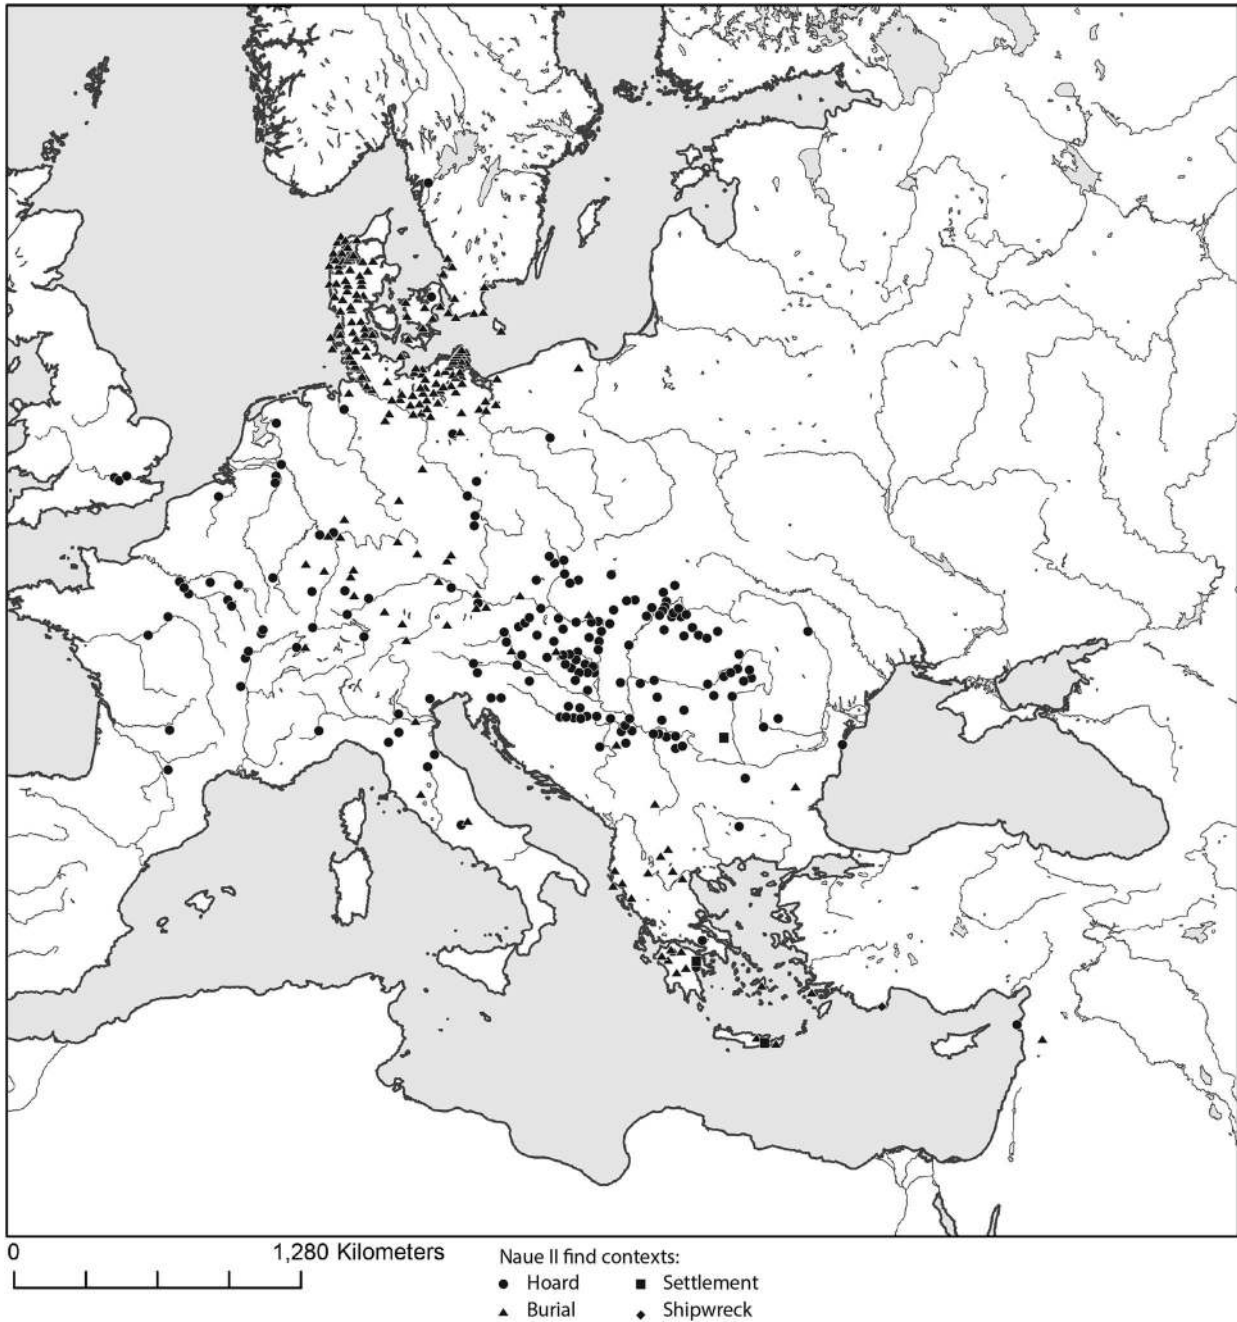 0 1,280 Kilometers
Naue II find contexts:
Hoard Settlement
Burial Shipwreck